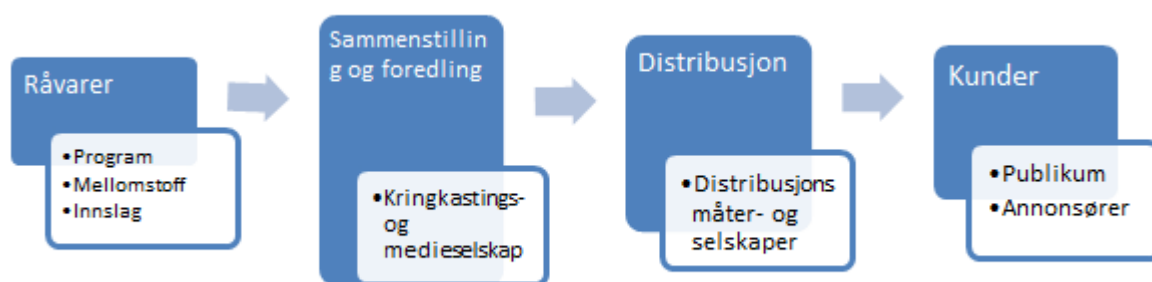 Råvarer
•Program
•Mellomstoff
•Innslag
Sammenstillin
g og foredling
•Kringkastings-
og
medieselskap
Distribusjon
•Distribusjons
måter- og
selskaper
Kunder
•Publikum
•Annonsører